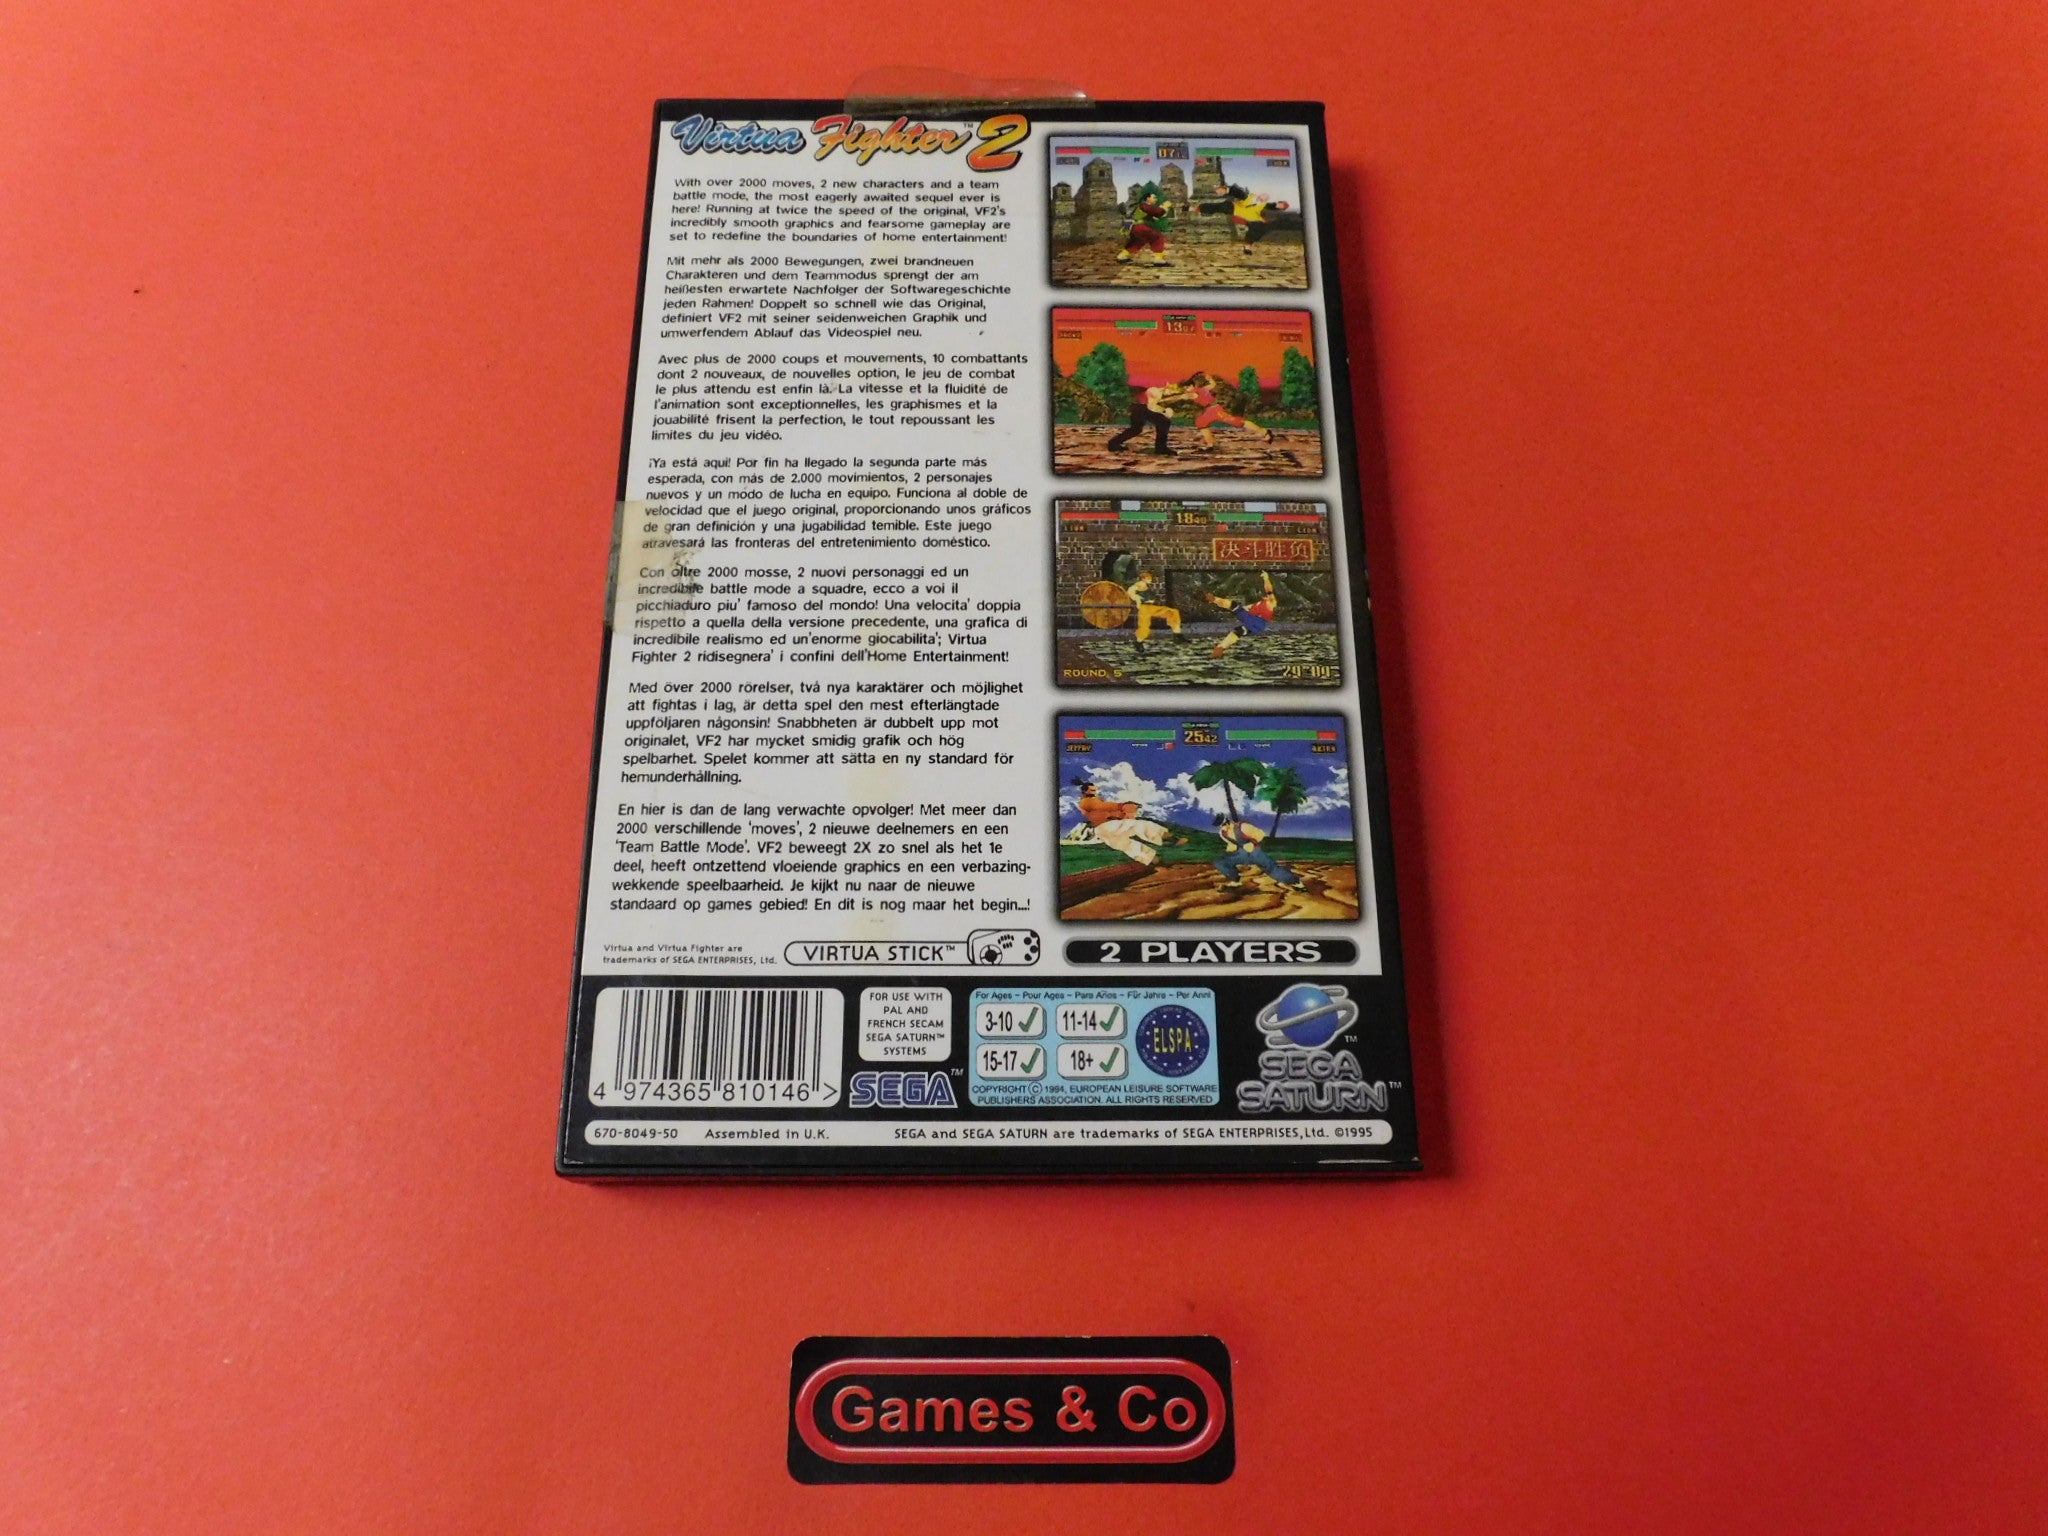 Virtua Fighter™ 2
With over 2000 moves, 2 new characters and a team
battle mode, the most eagerly awaited sequel ever is
here! Running at twice the speed of the original, VF2's
incredibly smooth graphics and fearsome gameplay are
set to redefine the boundaries of home entertainment!
Mit mehr als 2000 Bewegungen, zwei brandneuen
Charakteren und dem Teammodus sprengt der am
heißesten erwartete Nachfolger der Softwaregeschichte
jeden Rahmen! Doppelt so schnell wie das Original,
definiert VF2 mit seiner seidenweichen Graphik und
umwerfendem Ablauf das Videospiel neu.
Avec plus de 2000 coups et mouvements, 10 combattants
dont 2 nouveaux, de nouvelles option, le jeu de combat
le plus attendu est enfin là. La vitesse et la fluidité de
l'animation sont exceptionnelles, les graphismes et la
jouabilité frisent la perfection, le tout repoussant les
limites du jeu vidéo.
¡Ya está aquí! Por fin ha llegado la segunda parte más
esperada, con más de 2.000 movimientos, 2 personajes
nuevos y un modo de lucha en equipo. Funciona al doble de
velocidad que el juego original, proporcionando unos gráficos
de gran definición y una jugabilidad temible. Este juego
atravesará las fronteras del entretenimiento doméstico.
Con oltre 2000 mosse, 2 nuovi personaggi ed un
incredibile battle mode a squadre, ecco a voi il
picchiaduro piu' famoso del mondo! Una velocita' doppia
rispetto a quella della versione precedente, una grafica di
incredibile realismo ed un'enorme giocabilita'; Virtua
Fighter 2 ridisegnera' i confini dell'Home Entertainment!
Med över 2000 rörelser, två nya karaktärer och möjlighet
att fightas i lag, är detta spel den mest efterlängtade
uppföljaren någonsin! Snabbheten är dubbelt upp mot
originalet, VF2 har mycket smidig grafik och hög
spelbarhet. Spelet kommer att sätta en ny standard för
hemunderhållning.
En hier is dan de lang verwachte opvolger! Met meer dan
2000 verschillende 'moves', 2 nieuwe deelnemers en een
'Team Battle Mode'. VF2 beweegt 2X zo snel als het 1e
deel, heeft ontzettend vloeiende graphics en een verbazing-
wekkende speelbaarheid. Je kijkt nu naar de nieuwe
standaard op games gebied! En dit is nog maar het begin...!
Virtua and Virtua Fighter are
trademarks of SEGA ENTERPRISES, Ltd.
VIRTUA STICK™
13
18 40
Lion
Lion
決斗胜负
ROUND 5
29"00
25 42
JEFFRY
AKIRA
2 PLAYERS
4 974365 810146 >
FOR USE WITH
PAL AND
FRENCH SECAM
SEGA SATURN™
SYSTEMS
SEGA™
For Ages – Pour Ages – Para Años – Für Jahre – Per Anni
3-10 11-14
15-17 18+
ELSPA
COPYRIGHT © 1994, EUROPEAN LEISURE SOFTWARE
PUBLISHERS ASSOCIATION. ALL RIGHTS RESERVED
™
SEGA
SATURN™
670-8049-50 Assembled in U.K. SEGA and SEGA SATURN are trademarks of SEGA ENTERPRISES, Ltd. ©1995
Games & Co